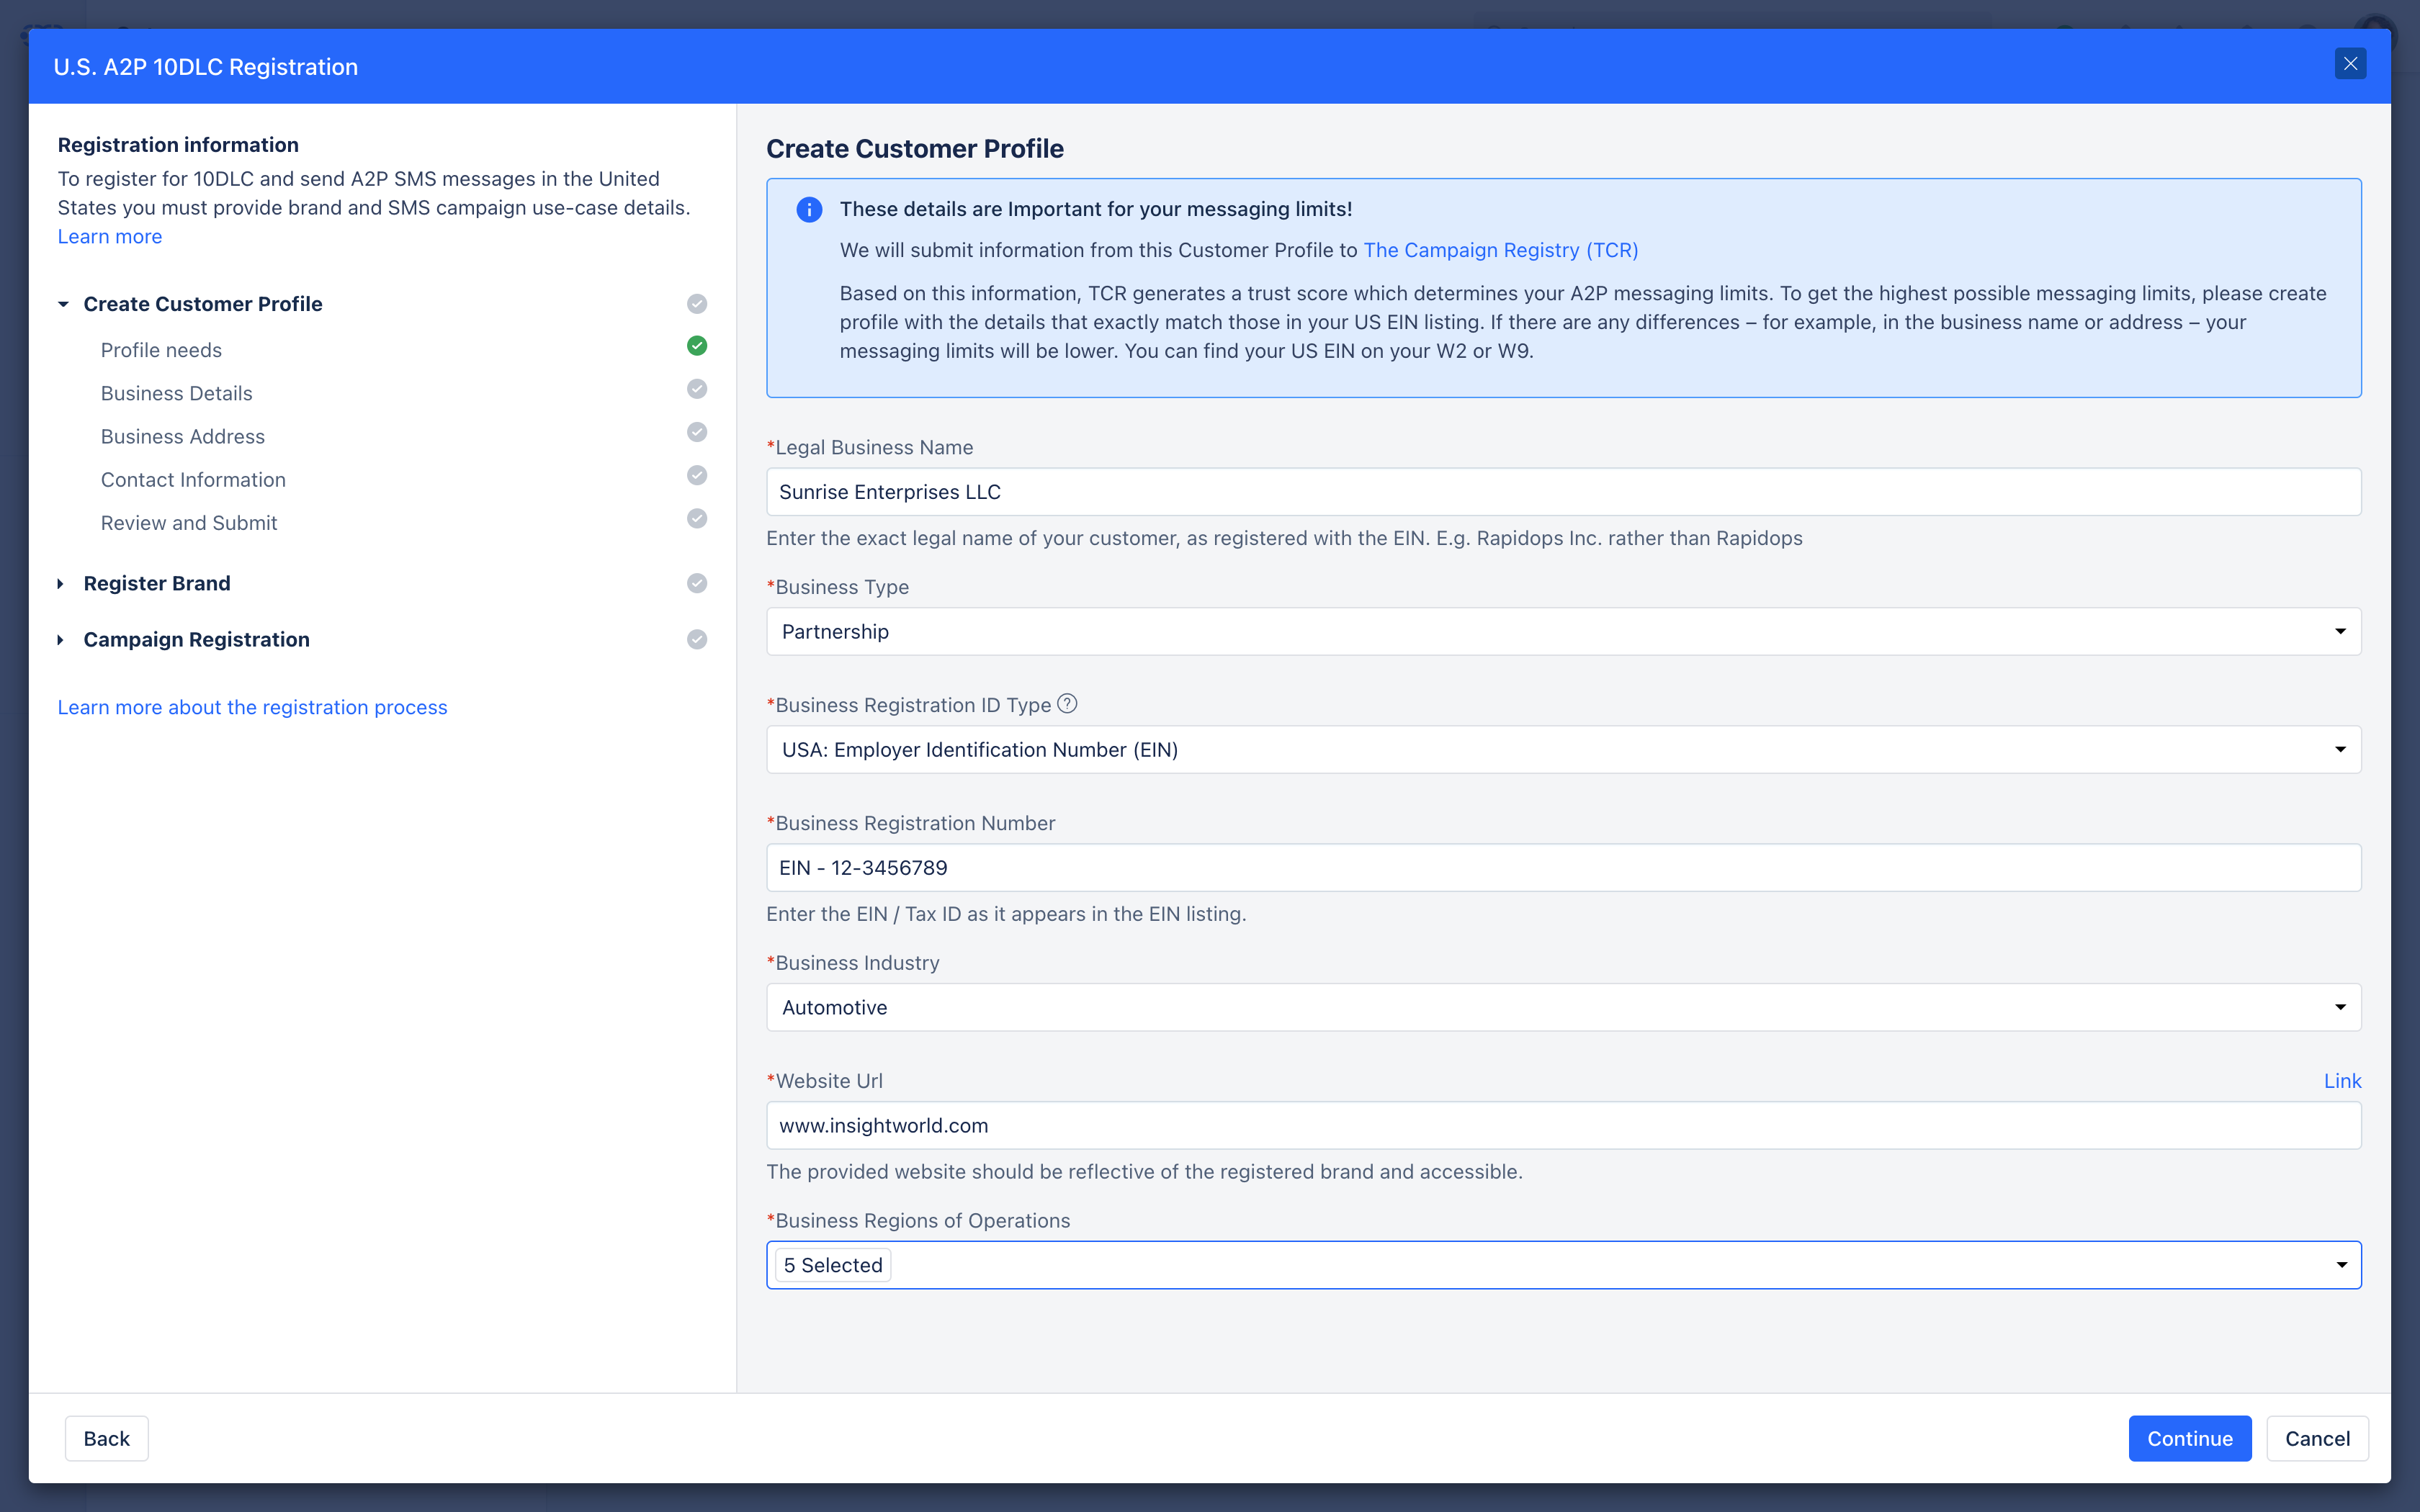 U.S. A2P 10DLC Registration
Registration information
To register for 10DLC and send A2P SMS messages in the United
States you must provide brand and SMS campaign use-case details.
Learn more
Create Customer Profile
Profile needs
Business Details
Business Address
Contact Information
Review and Submit
Register Brand
Campaign Registration
Learn more about the registration process
Create Customer Profile
These details are Important for your messaging limits!
We will submit information from this Customer Profile to The Campaign Registry (TCR)
Based on this information, TCR generates a trust score which determines your A2P messaging limits. To get the highest possible messaging limits, please create
profile with the details that exactly match those in your US EIN listing. If there are any differences – for example, in the business name or address – your
messaging limits will be lower. You can find your US EIN on your W2 or W9.
*Legal Business Name
Sunrise Enterprises LLC
Enter the exact legal name of your customer, as registered with the EIN. E.g. Rapidops Inc. rather than Rapidops
*Business Type
Partnership
*Business Registration ID Type
USA: Employer Identification Number (EIN)
*Business Registration Number
EIN - 12-3456789
Enter the EIN / Tax ID as it appears in the EIN listing.
*Business Industry
Automotive
*Website Url Link
www.insightworld.com
The provided website should be reflective of the registered brand and accessible.
*Business Regions of Operations
5 Selected
Back Continue Cancel